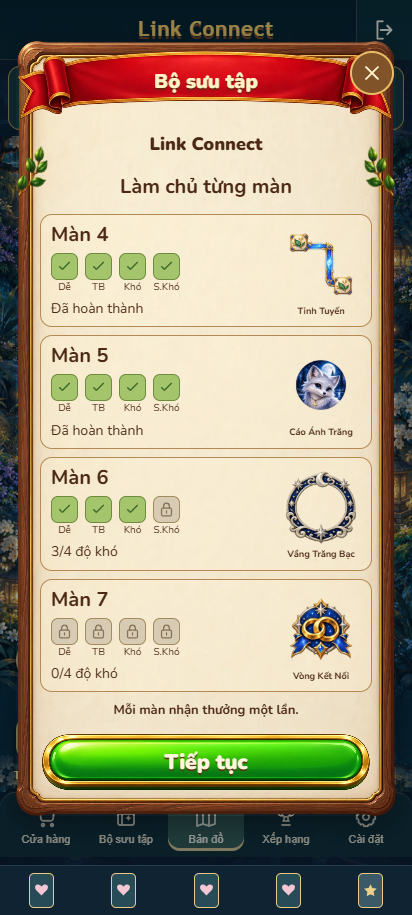 Link Connect
Bộ sưu tập
Link Connect
Làm chủ từng màn
Màn 4
Dễ TB Khó S.Khó
Đã hoàn thành
Tinh Tuyến
Màn 5
Dễ TB Khó S.Khó
Đã hoàn thành
Cáo Ánh Trăng
Màn 6
Dễ TB Khó S.Khó
3/4 độ khó
Vầng Trăng Bạc
Màn 7
Dễ TB Khó S.Khó
0/4 độ khó
Vòng Kết Nối
Mỗi màn nhận thưởng một lần.
Tiếp tục
Cửa hàng Bộ sưu tập Bản đồ Xếp hạng Cài đặt